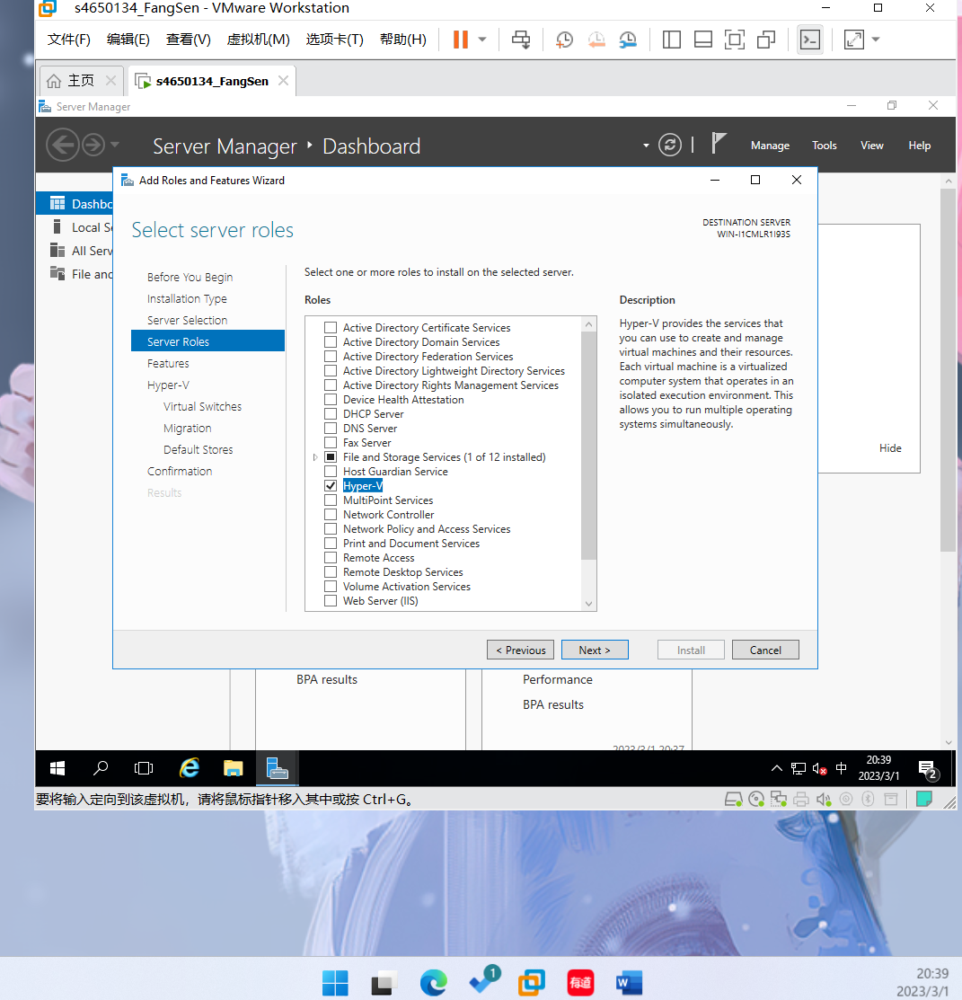 s4650134_FangSen - VMware Workstation
文件(F) 编辑(E) 查看(V) 虚拟机(M) 选项卡(T) 帮助(H)
主页 s4650134_FangSen
Server Manager
Server Manager Dashboard
Manage Tools View Help
Add Roles and Features Wizard
Dashbo
Local Se
All Serv
File and
Select server roles
DESTINATION SERVER
WIN-I1CMLR1I93S
Before You Begin
Installation Type
Server Selection
Server Roles
Features
Hyper-V
Virtual Switches
Migration
Default Stores
Confirmation
Results
Select one or more roles to install on the selected server.
Roles
Active Directory Certificate Services
Active Directory Domain Services
Active Directory Federation Services
Active Directory Lightweight Directory Services
Active Directory Rights Management Services
Device Health Attestation
DHCP Server
DNS Server
Fax Server
File and Storage Services (1 of 12 installed)
Host Guardian Service
Hyper-V
MultiPoint Services
Network Controller
Network Policy and Access Services
Print and Document Services
Remote Access
Remote Desktop Services
Volume Activation Services
Web Server (IIS)
Description
Hyper-V provides the services that
you can use to create and manage
virtual machines and their resources.
Each virtual machine is a virtualized
computer system that operates in an
isolated execution environment. This
allows you to run multiple operating
systems simultaneously.
Hide
< Previous Next > Install Cancel
BPA results
Performance
BPA results
2023/3/1 20:37
中
20:39
2023/3/1
2
要将输入定向到该虚拟机，请将鼠标指针移入其中或按 Ctrl+G。
1
有道
W
20:39
2023/3/1